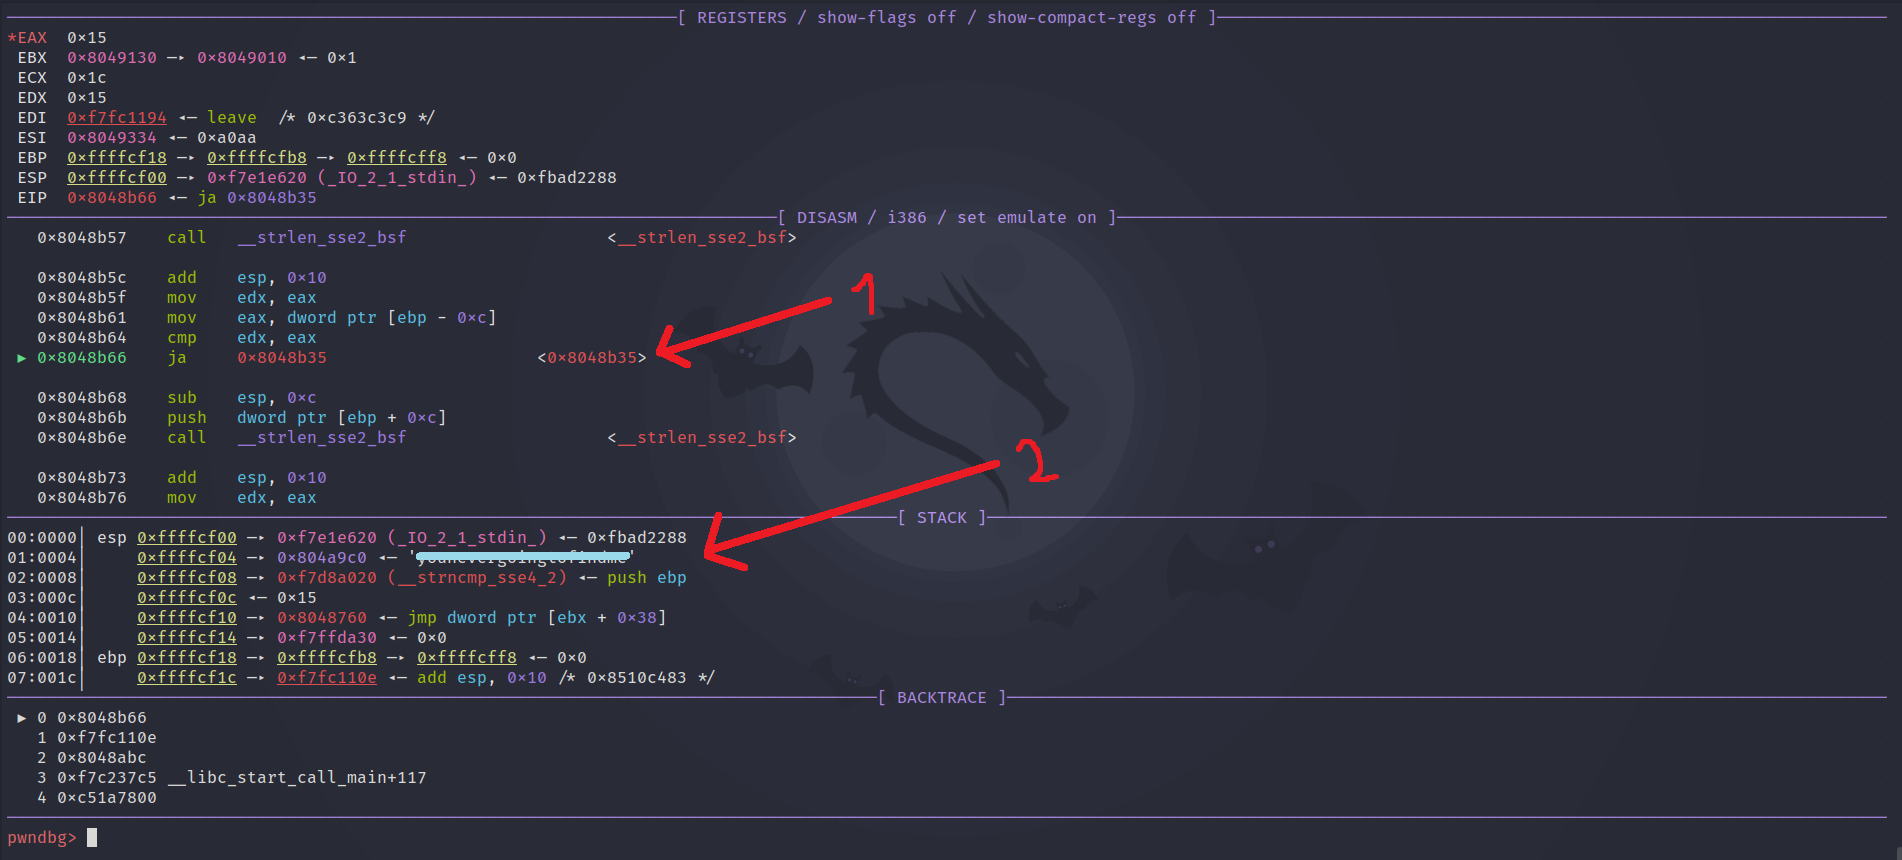 [ REGISTERS / show-flags off / show-compact-regs off ]
*EAX 0×15
EBX 0×8049130 —▸ 0×8049010 ◂— 0×1
ECX 0×1c
EDX 0×15
EDI 0×f7fc1194 ◂— leave /* 0×c363c3c9 */
ESI 0×8049334 ◂— 0×a0aa
EBP 0×ffffcf18 —▸ 0×ffffcfb8 —▸ 0×ffffcff8 ◂— 0×0
ESP 0×ffffcf00 —▸ 0×f7e1e620 (_IO_2_1_stdin_) ◂— 0×fbad2288
EIP 0×8048b66 ◂— ja 0×8048b35
[ DISASM / i386 / set emulate on ]
0×8048b57 call __strlen_sse2_bsf <__strlen_sse2_bsf>
0×8048b5c add esp, 0×10
0×8048b5f mov edx, eax
0×8048b61 mov eax, dword ptr [ebp - 0×c]
0×8048b64 cmp edx, eax
► 0×8048b66 ja 0×8048b35 <0×8048b35>
0×8048b68 sub esp, 0×c
0×8048b6b push dword ptr [ebp + 0×c]
0×8048b6e call __strlen_sse2_bsf <__strlen_sse2_bsf>
0×8048b73 add esp, 0×10
0×8048b76 mov edx, eax
1
2
[ STACK ]
00:0000│ esp 0×ffffcf00 —▸ 0×f7e1e620 (_IO_2_1_stdin_) ◂— 0×fbad2288
01:0004│ 0×ffffcf04 —▸ 0×804a9c0 ◂— ' '
02:0008│ 0×ffffcf08 —▸ 0×f7d8a020 (__strncmp_sse4_2) ◂— push ebp
03:000c│ 0×ffffcf0c ◂— 0×15
04:0010│ 0×ffffcf10 —▸ 0×8048760 ◂— jmp dword ptr [ebx + 0×38]
05:0014│ 0×ffffcf14 —▸ 0×f7ffda30 ◂— 0×0
06:0018│ ebp 0×ffffcf18 —▸ 0×ffffcfb8 —▸ 0×ffffcff8 ◂— 0×0
07:001c│ 0×ffffcf1c —▸ 0×f7fc110e ◂— add esp, 0×10 /* 0×8510c483 */
[ BACKTRACE ]
► 0 0×8048b66
1 0×f7fc110e
2 0×8048abc
3 0×f7c237c5 __libc_start_call_main+117
4 0×c51a7800
pwndbg>